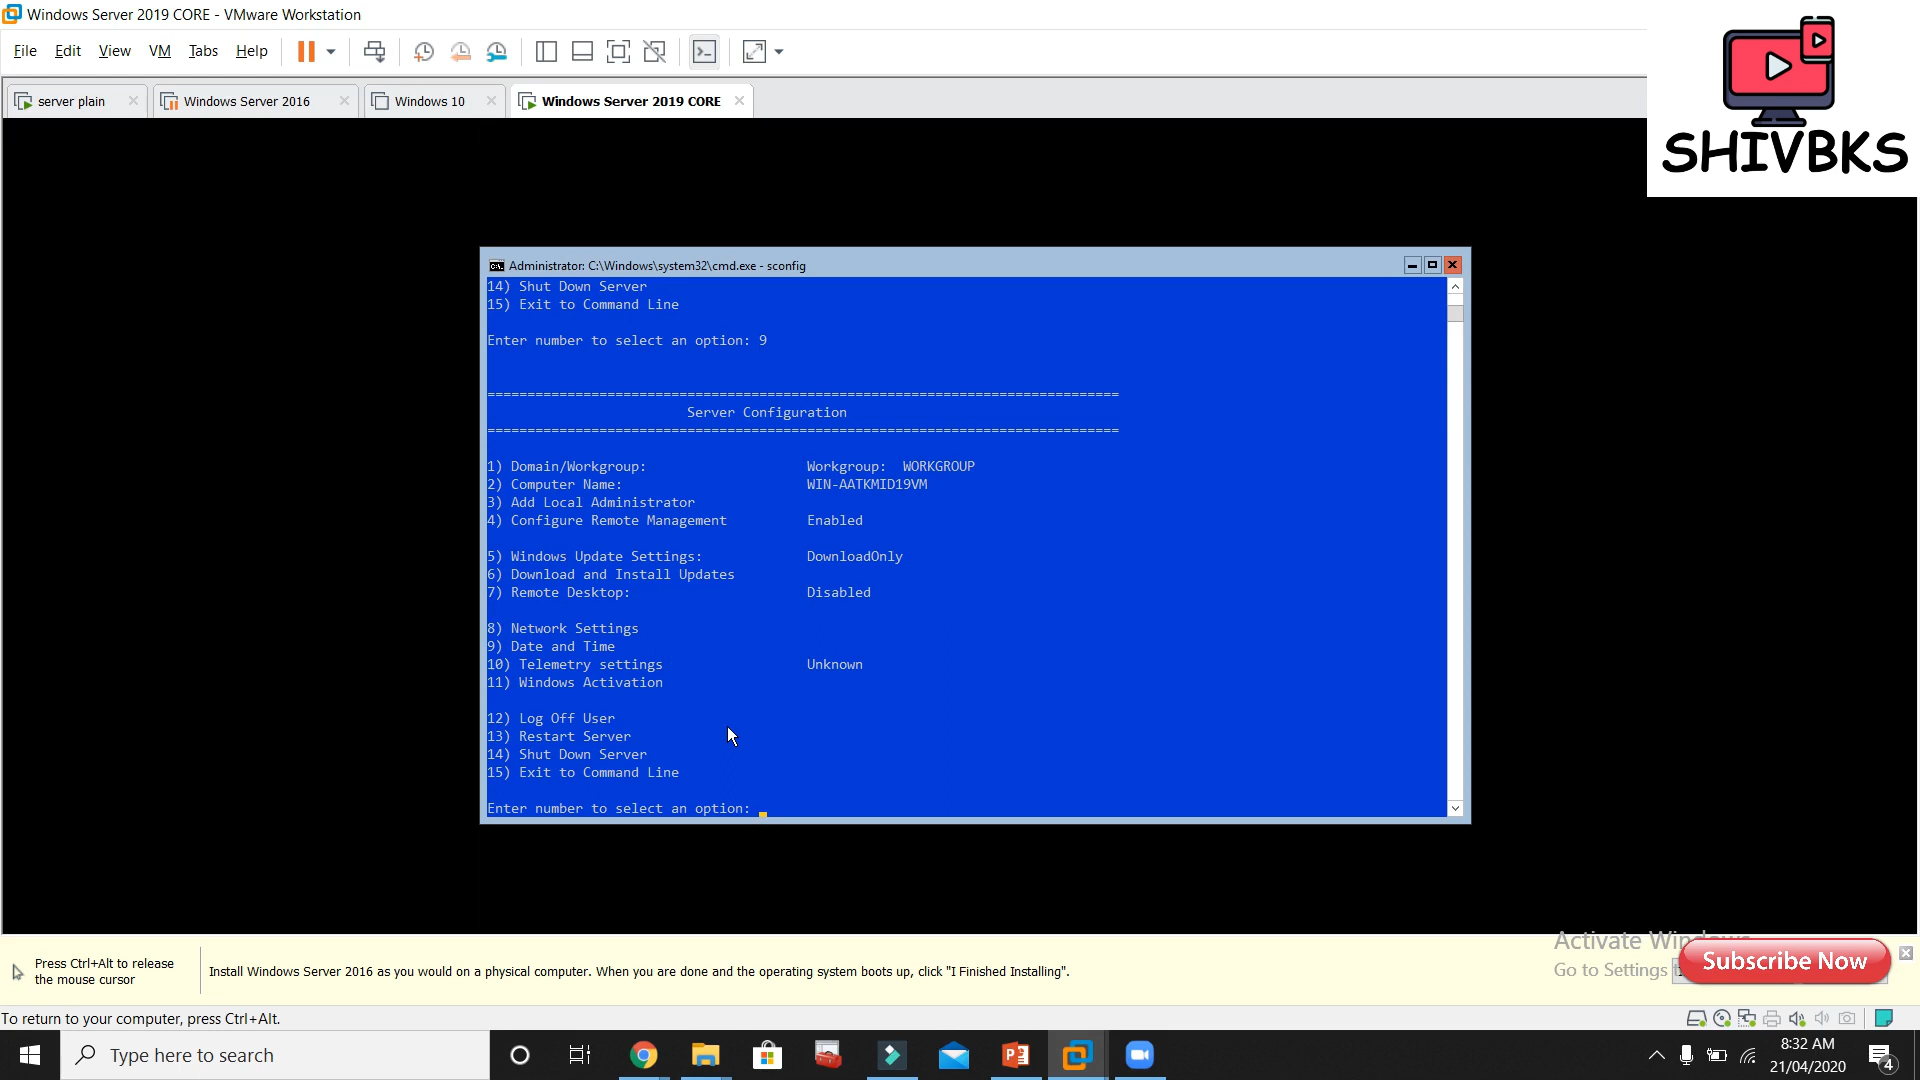 Windows Server 2019 CORE - VMware Workstation
File Edit View VM Tabs Help
server plain
Windows Server 2016
Windows 10
Windows Server 2019 CORE
SHIVBKS
Administrator: C:\Windows\system32\cmd.exe - sconfig
14) Shut Down Server
15) Exit to Command Line
Enter number to select an option: 9
===============================================================================
Server Configuration
===============================================================================
1) Domain/Workgroup: Workgroup: WORKGROUP
2) Computer Name: WIN-AATKMID19VM
3) Add Local Administrator
4) Configure Remote Management Enabled
5) Windows Update Settings: DownloadOnly
6) Download and Install Updates
7) Remote Desktop: Disabled
8) Network Settings
9) Date and Time
10) Telemetry settings Unknown
11) Windows Activation
12) Log Off User
13) Restart Server
14) Shut Down Server
15) Exit to Command Line
Enter number to select an option:
Press Ctrl+Alt to release
the mouse cursor
Install Windows Server 2016 as you would on a physical computer. When you are done and the operating system boots up, click "I Finished Installing".
Activate
Go to Settings
Subscribe Now
To return to your computer, press Ctrl+Alt.
Type here to search
8:32 AM
21/04/2020
4